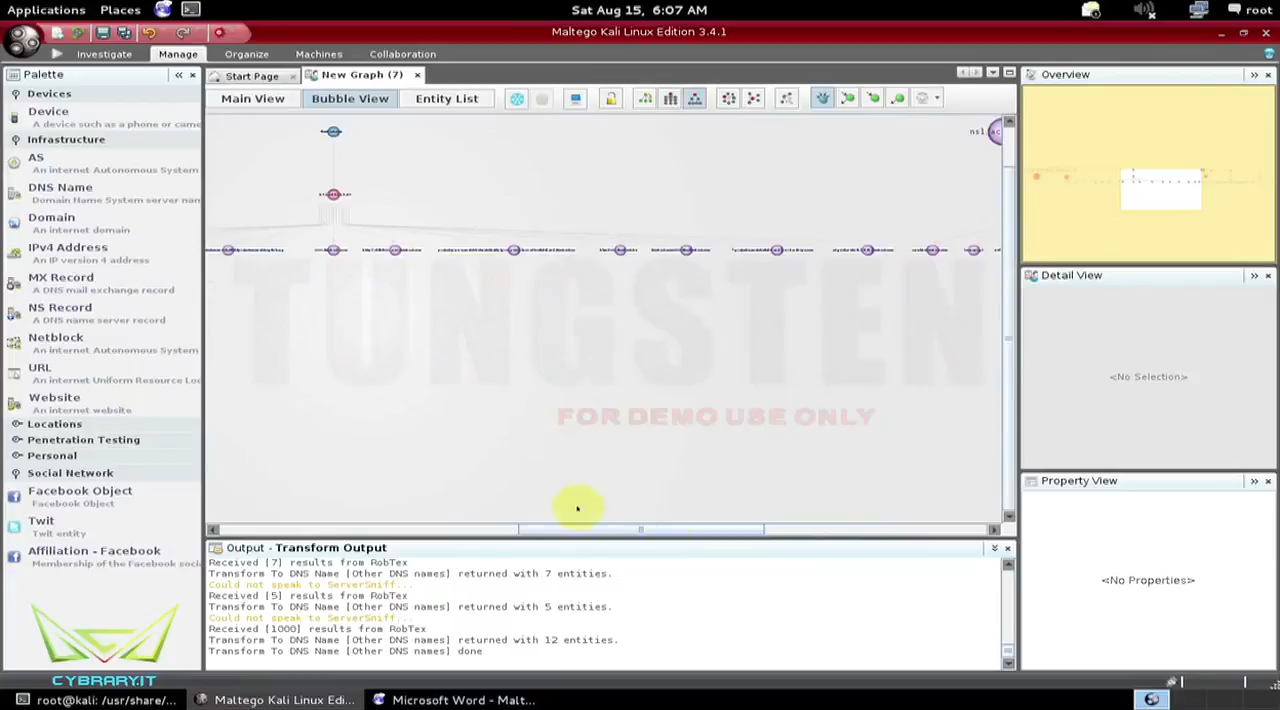 Applications Places Sat Aug 15, 6:07 AM root
Maltego Kali Linux Edition 3.4.1
Investigate Manage Organize Machines Collaboration
Palette
Start Page New Graph (7)
Overview
Devices
Main View Bubble View Entity List
Device
A device such as a phone or came
Infrastructure
AS
An internet Autonomous System
DNS Name
Domain Name System server nam
Domain
An internet domain
IPv4 Address
An IP version 4 address
MX Record
A DNS mail exchange record
NS Record
A DNS name server record
Netblock
An internet Autonomous System
URL
An internet Uniform Resource Loc
Website
An internet website
Locations
Penetration Testing
Personal
Social Network
Facebook Object
Facebook Object
Twit
Twit entity
Affiliation - Facebook
Membership of the Facebook soci
CYBRARY.IT
ns1.ac
TUNGSTEN
FOR DEMO USE ONLY
Detail View
<No Selection>
Property View
<No Properties>
Output - Transform Output
Received [7] results from RobTex
Transform To DNS Name [Other DNS names] returned with 7 entities.
Could not speak to ServerSniff...
Received [5] results from RobTex
Transform To DNS Name [Other DNS names] returned with 5 entities.
Could not speak to ServerSniff...
Received [1000] results from RobTex
Transform To DNS Name [Other DNS names] returned with 12 entities.
Transform To DNS Name [Other DNS names] done
root@kali: /usr/share/... Maltego Kali Linux Edi... Microsoft Word - Malt...